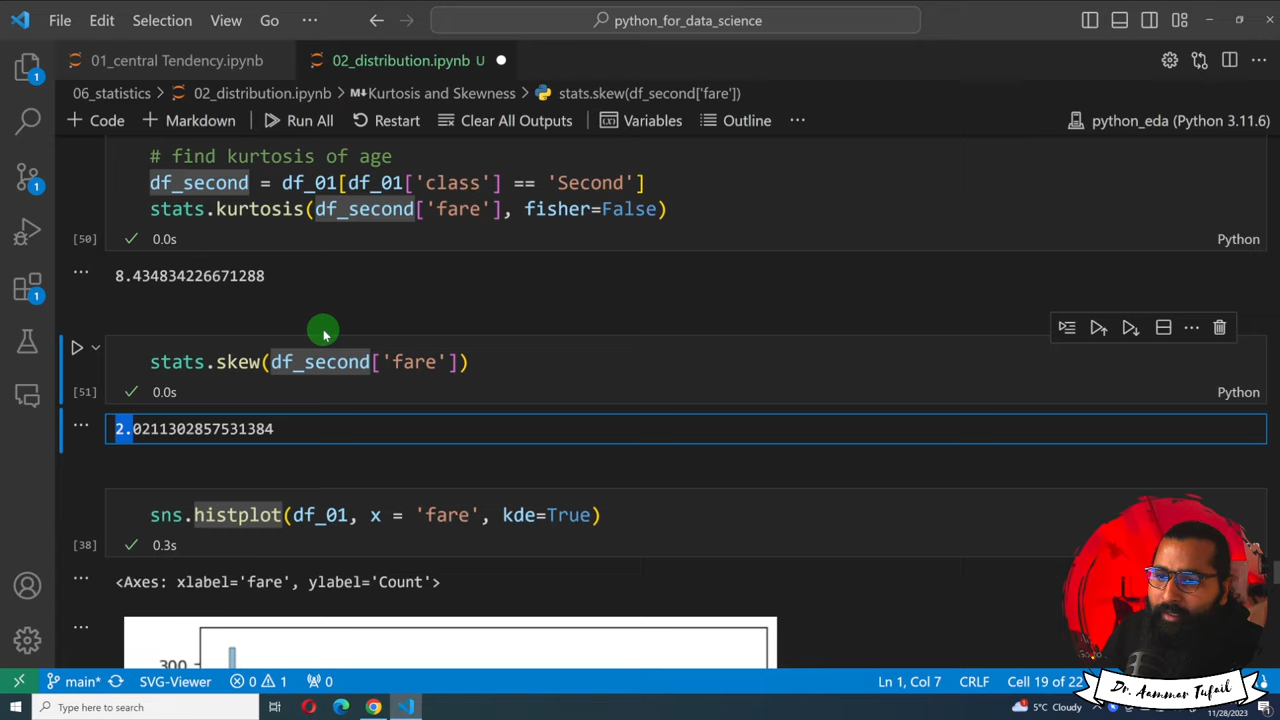 File Edit Selection View Go ··· python_for_data_science
01_central Tendency.ipynb 02_distribution.ipynb U
06_statistics > 02_distribution.ipynb > Kurtosis and Skewness > stats.skew(df_second['fare'])
+ Code + Markdown Run All Restart Clear All Outputs Variables Outline ··· python_eda (Python 3.11.6)
# find kurtosis of age
df_second = df_01[df_01['class'] == 'Second']
stats.kurtosis(df_second['fare'], fisher=False)
[50] 0.0s Python
··· 8.434834226671288
stats.skew(df_second['fare'])
[51] 0.0s Python
··· 2.0211302857531384
sns.histplot(df_01, x = 'fare', kde=True)
[38] 0.3s
··· <Axes: xlabel='fare', ylabel='Count'>
···
300
main* SVG-Viewer 0 1 0 Ln 1, Col 7 CRLF Cell 19 of 22
Dr. Aammar Tufail
Type here to search 5°C Cloudy 11/28/2023
1
1
1
1